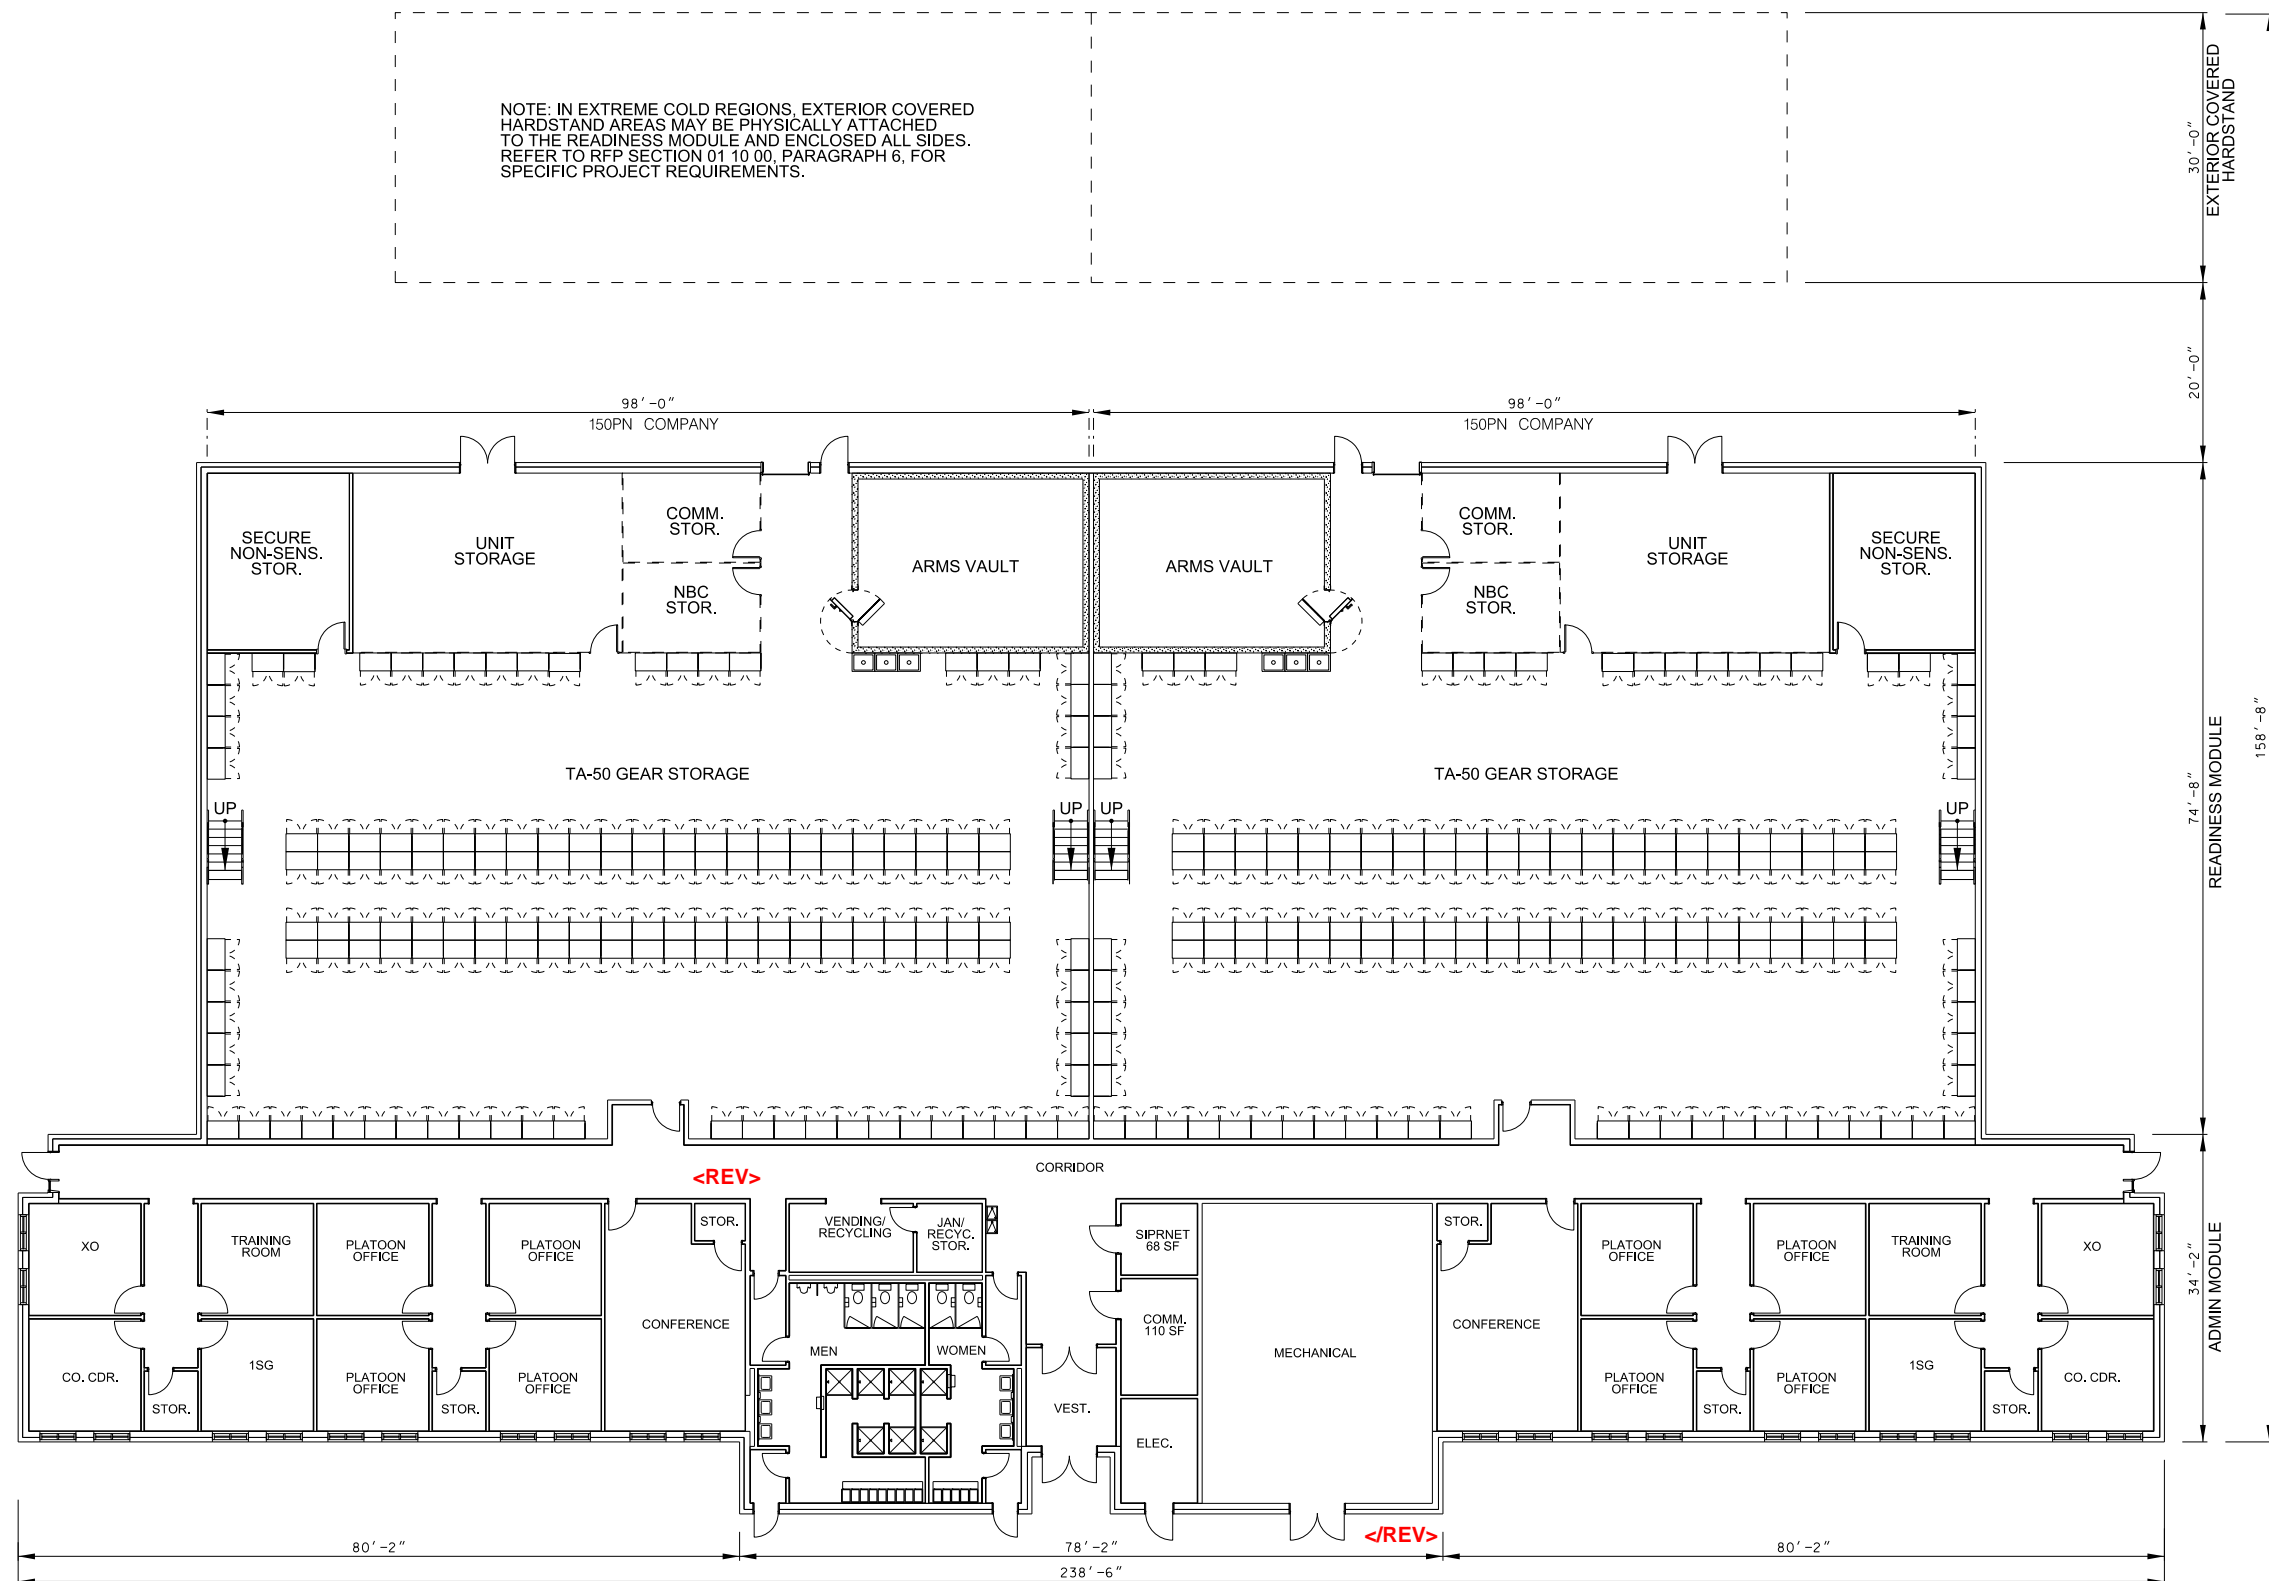 NOTE: IN EXTREME COLD REGIONS, EXTERIOR COVERED
HARDSTAND AREAS MAY BE PHYSICALLY ATTACHED
TO THE READINESS MODULE AND ENCLOSED ALL SIDES.
REFER TO RFP SECTION 01 10 00, PARAGRAPH 6, FOR
SPECIFIC PROJECT REQUIREMENTS.
30'-0"
EXTERIOR COVERED
HARDSTAND
20'-0"
98'-0"
150PN COMPANY
98'-0"
150PN COMPANY
SECURE
NON-SENS.
STOR.
UNIT
STORAGE
COMM.
STOR.
NBC
STOR.
ARMS VAULT
ARMS VAULT
COMM.
STOR.
NBC
STOR.
UNIT
STORAGE
SECURE
NON-SENS.
STOR.
TA-50 GEAR STORAGE
TA-50 GEAR STORAGE
UP
UP
UP
UP
74'-8"
READINESS MODULE
158'-8"
CORRIDOR
<REV>
XO
TRAINING
ROOM
PLATOON
OFFICE
PLATOON
OFFICE
STOR.
VENDING/
RECYCLING
JAN/
RECYC.
STOR.
SIPRNET
68 SF
STOR.
PLATOON
OFFICE
PLATOON
OFFICE
TRAINING
ROOM
XO
34'-2"
ADMIN MODULE
CO. CDR.
STOR.
1SG
PLATOON
OFFICE
STOR.
PLATOON
OFFICE
CONFERENCE
MEN
WOMEN
VEST.
COMM.
110 SF
ELEC.
MECHANICAL
CONFERENCE
PLATOON
OFFICE
STOR.
PLATOON
OFFICE
1SG
STOR.
CO. CDR.
</REV>
80'-2"
78'-2"
80'-2"
238'-6"